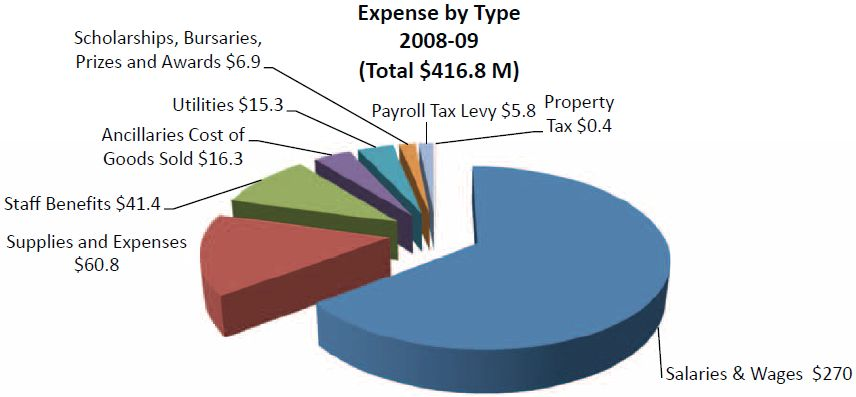 Expense by Type
2008-09
(Total $416.8 M)
Scholarships, Bursaries,
Prizes and Awards $6.9
Utilities $15.3
Payroll Tax Levy $5.8
Property
Tax $0.4
Ancillaries Cost of
Goods Sold $16.3
Staff Benefits $41.4
Supplies and Expenses
$60.8
Salaries & Wages $270